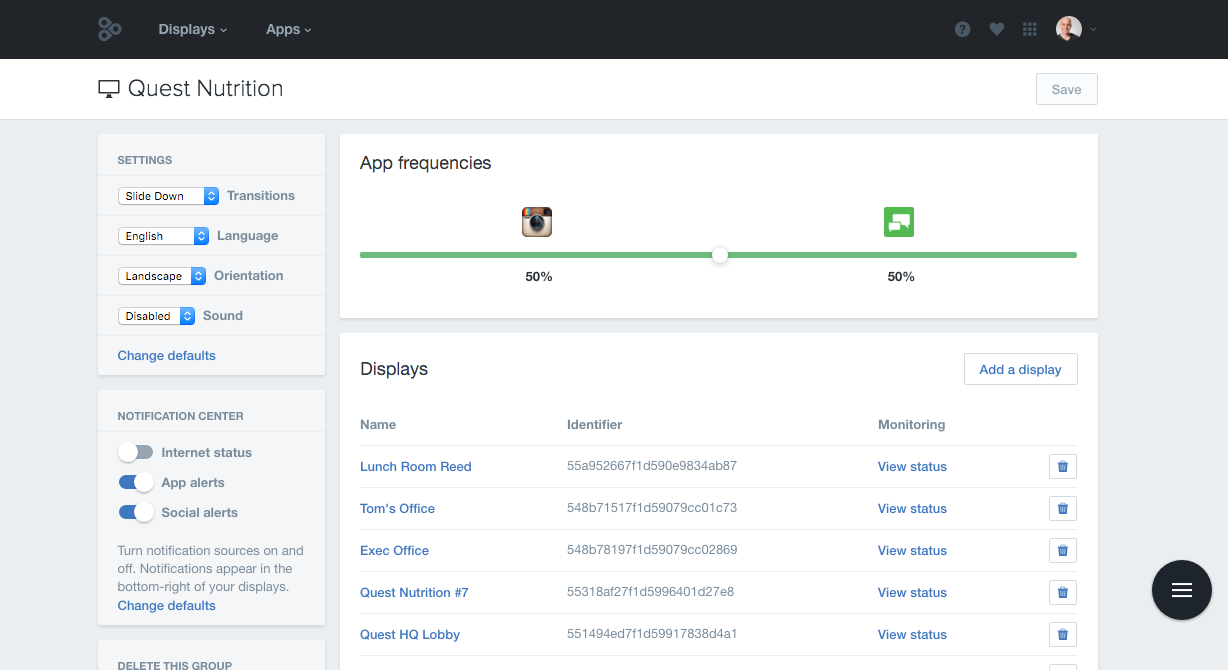 Displays
Apps
?
Quest Nutrition
Save
SETTINGS
Slide Down Transitions
English Language
Landscape Orientation
Disabled Sound
Change defaults
NOTIFICATION CENTER
Internet status
App alerts
Social alerts
Turn notification sources on and
off. Notifications appear in the
bottom-right of your displays.
Change defaults
DELETE THIS GROUP
App frequencies
50% 50%
Displays
Add a display
Name Identifier Monitoring
Lunch Room Reed 55a952667f1d590e9834ab87 View status
Tom's Office 548b71517f1d59079cc01c73 View status
Exec Office 548b78197f1d59079cc02869 View status
Quest Nutrition #7 55318af27f1d5996401d27e8 View status
Quest HQ Lobby 551494ed7f1d59917838d4a1 View status